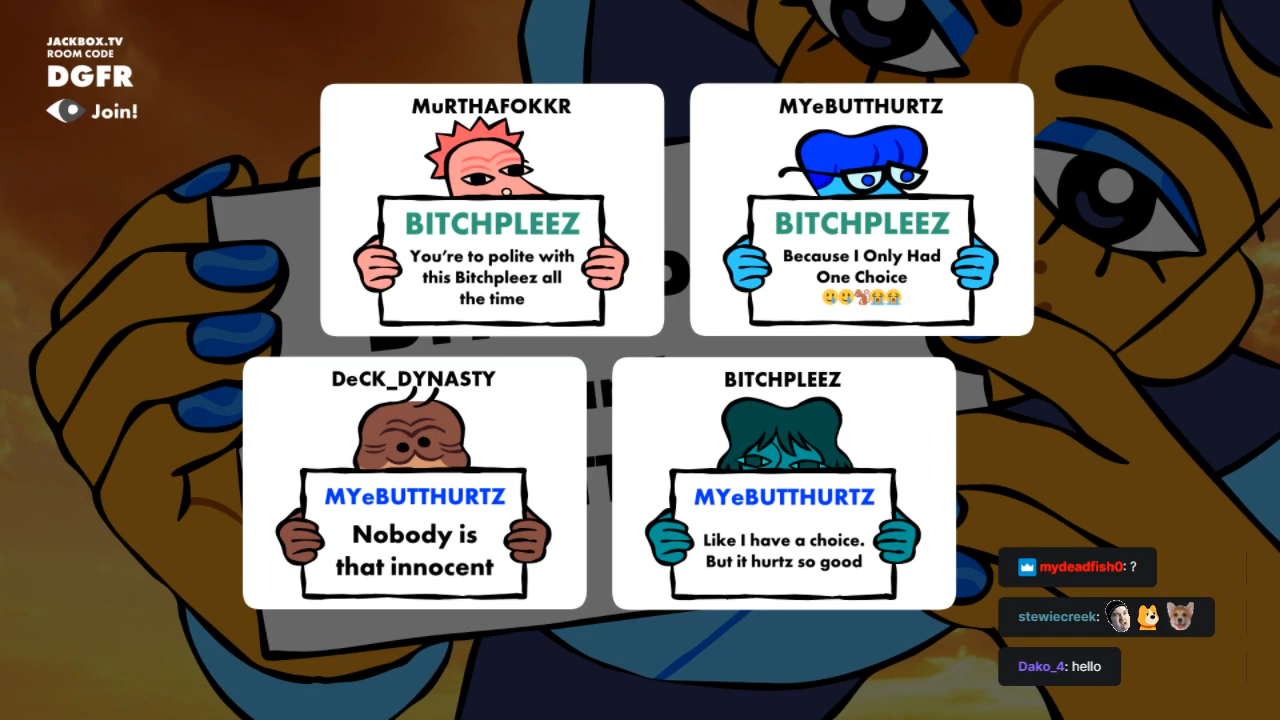 JACKBOX.TV
ROOM CODE
DGFR
Join!
MuRTHAFOKKR
BITCHPLEEZ
You're to polite with
this Bitchpleez all
the time
MYeBUTTHURTZ
BITCHPLEEZ
Because I Only Had
One Choice
🥲🥲🐿️😭😭
DeCK_DYNASTY
MYeBUTTHURTZ
Nobody is
that innocent
BITCHPLEEZ
MYeBUTTHURTZ
Like I have a choice.
But it hurtz so good
mydeadfish0: ?
stewiecreek:
Dako_4: hello